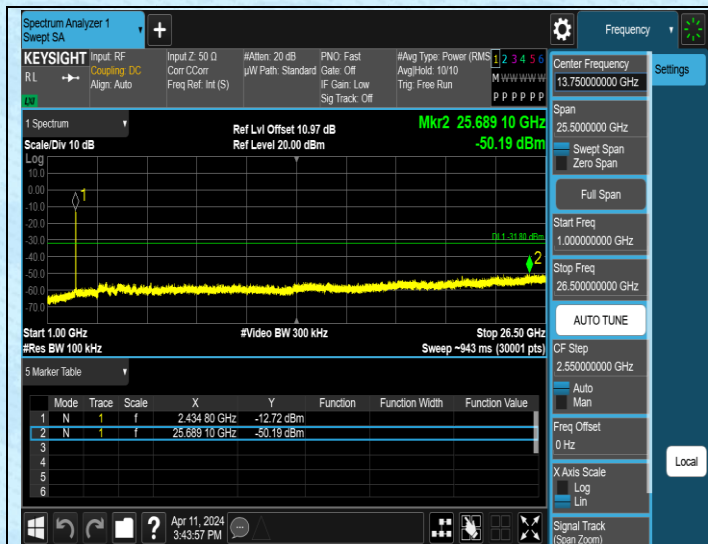 Spectrum Analyzer 1
Swept SA
+
Frequency
KEYSIGHT
RL
LXI
Input: RF
Coupling: DC
Align: Auto
Input Z: 50 Ω
Corr CCorr
Freq Ref: Int (S)
#Atten: 20 dB
µW Path: Standard
PNO: Fast
Gate: Off
IF Gain: Low
Sig Track: Off
#Avg Type: Power (RMS
Avg|Hold: 10/10
Trig: Free Run
1 2 3 4 5 6
M W W W W W
P P P P P P
1 Spectrum
Scale/Div 10 dB
Ref Lvl Offset 10.97 dB
Ref Level 20.00 dBm
Mkr2 25.689 10 GHz
-50.19 dBm
Log
10.0
0.00
-10.0
-20.0
-30.0
-40.0
-50.0
-60.0
-70.0
1
DL1 -31.80 dBm
2
Start 1.00 GHz
#Res BW 100 kHz
#Video BW 300 kHz
Stop 26.50 GHz
Sweep ~943 ms (30001 pts)
5 Marker Table
Mode Trace Scale X Y Function Function Width Function Value
1 N 1 f 2.434 80 GHz -12.72 dBm
2 N 1 f 25.689 10 GHz -50.19 dBm
3
4
5
6
?
Apr 11, 2024
3:43:57 PM
Center Frequency
13.750000000 GHz
Span
25.5000000 GHz
Swept Span
Zero Span
Full Span
Start Freq
1.000000000 GHz
Stop Freq
26.500000000 GHz
AUTO TUNE
CF Step
2.550000000 GHz
Auto
Man
Freq Offset
0 Hz
X Axis Scale
Log
Lin
Signal Track
(Span Zoom)
Settings
Local